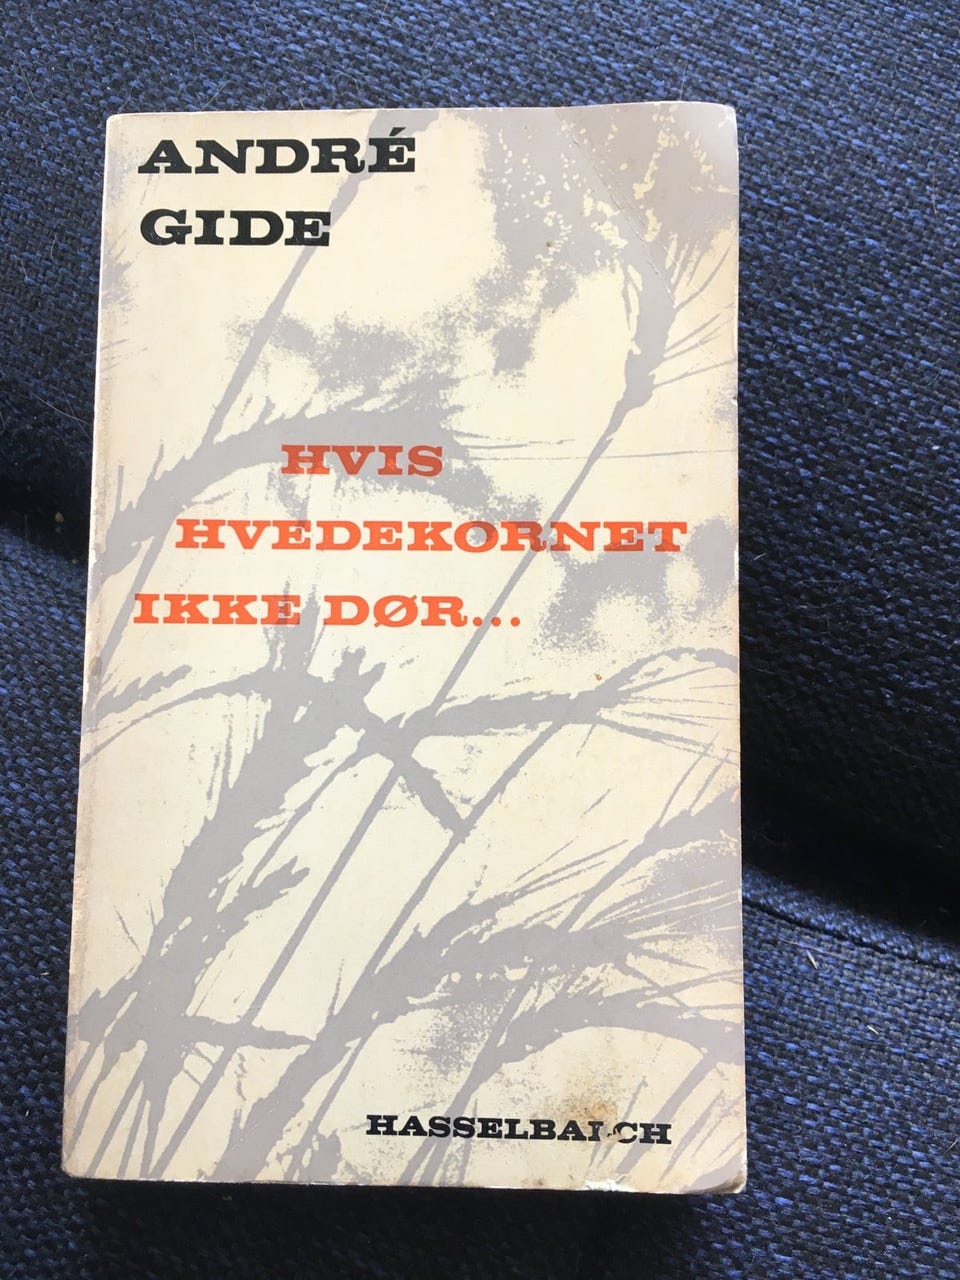 ANDRÉ
GIDE
HVIS
HVEDEKORNET
IKKE DØR...
HASSELBALCH